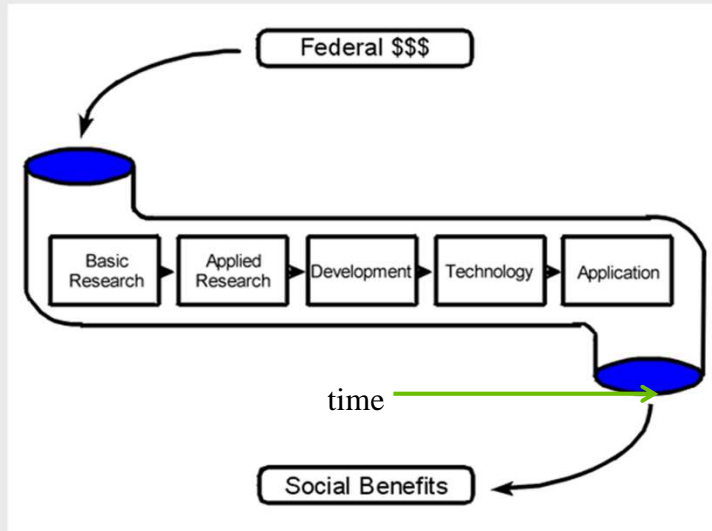 Federal $$$
Basic
Research
Applied
Research
Development
Technology
Application
time
Social Benefits